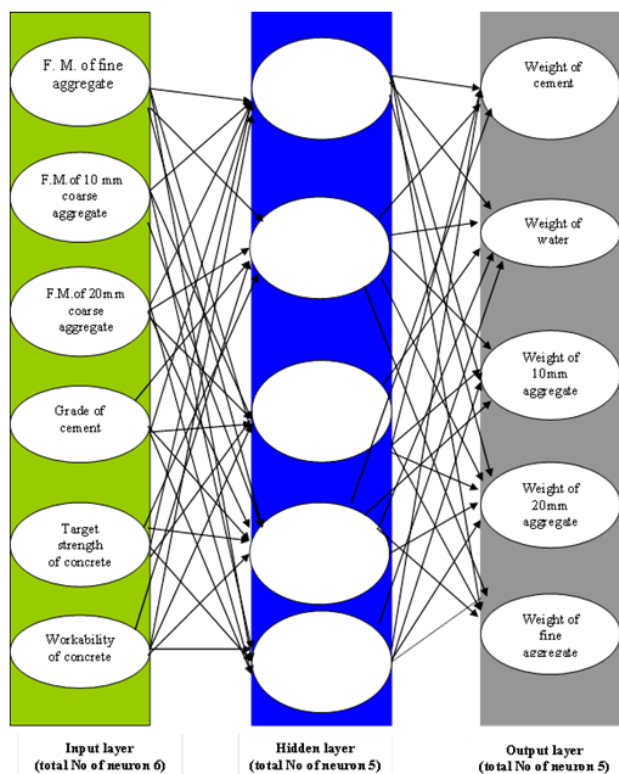 F. M. of fine
aggregate
F.M.of 10 mm
coarse
aggregate
F.M.of 20mm
coarse
aggregate
Grade of
cement
Target
strength
of concrete
Workability
of concrete
Weight of
cement
Weight of
water
Weight of
10mm
aggregate
Weight of
20mm
aggregate
Weight of
fine
aggregate
Input layer
(total No of neuron 6)
Hidden layer
(total No of neuron 5)
Output layer
(total No of neuron 5)